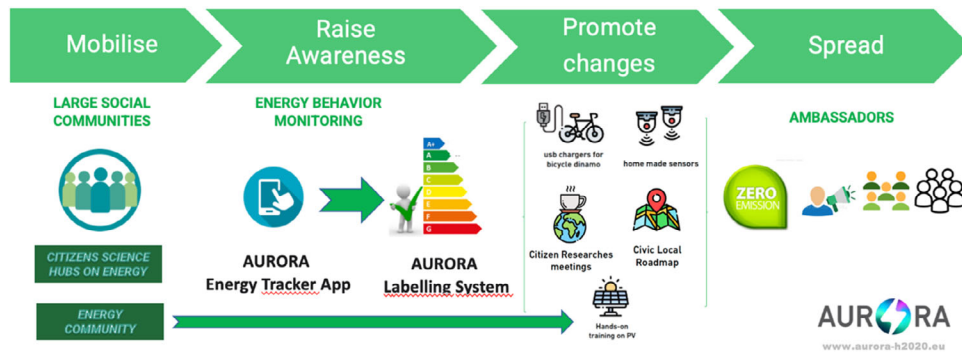 Mobilise
Raise
Awareness
Promote
changes
Spread
LARGE SOCIAL
COMMUNITIES
CITIZENS SCIENCE
HUBS ON ENERGY
ENERGY
COMMUNITY
ENERGY BEHAVIOR
MONITORING
A+
A
B
C
D
E
F
G
AURORA
Energy Tracker App
AURORA
Labelling System
usb chargers for
bicycle dinamo
home made sensors
Citizen Researches
meetings
Civic Local
Roadmap
Hands-on
training on PV
AMBASSADORS
ZERO
EMISSION
AURORA
www.aurora-h2020.eu